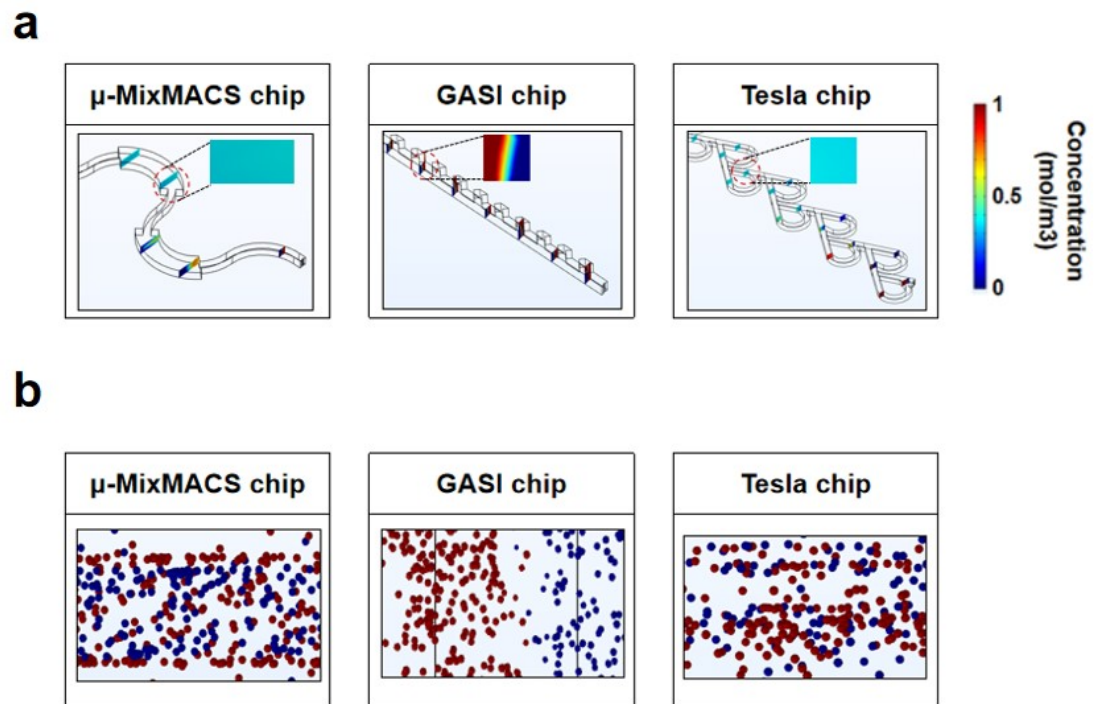 a
μ-MixMACS chip
GASI chip
Tesla chip
1
0.5
0
Concentration
(mol/m3)
b
μ-MixMACS chip
GASI chip
Tesla chip